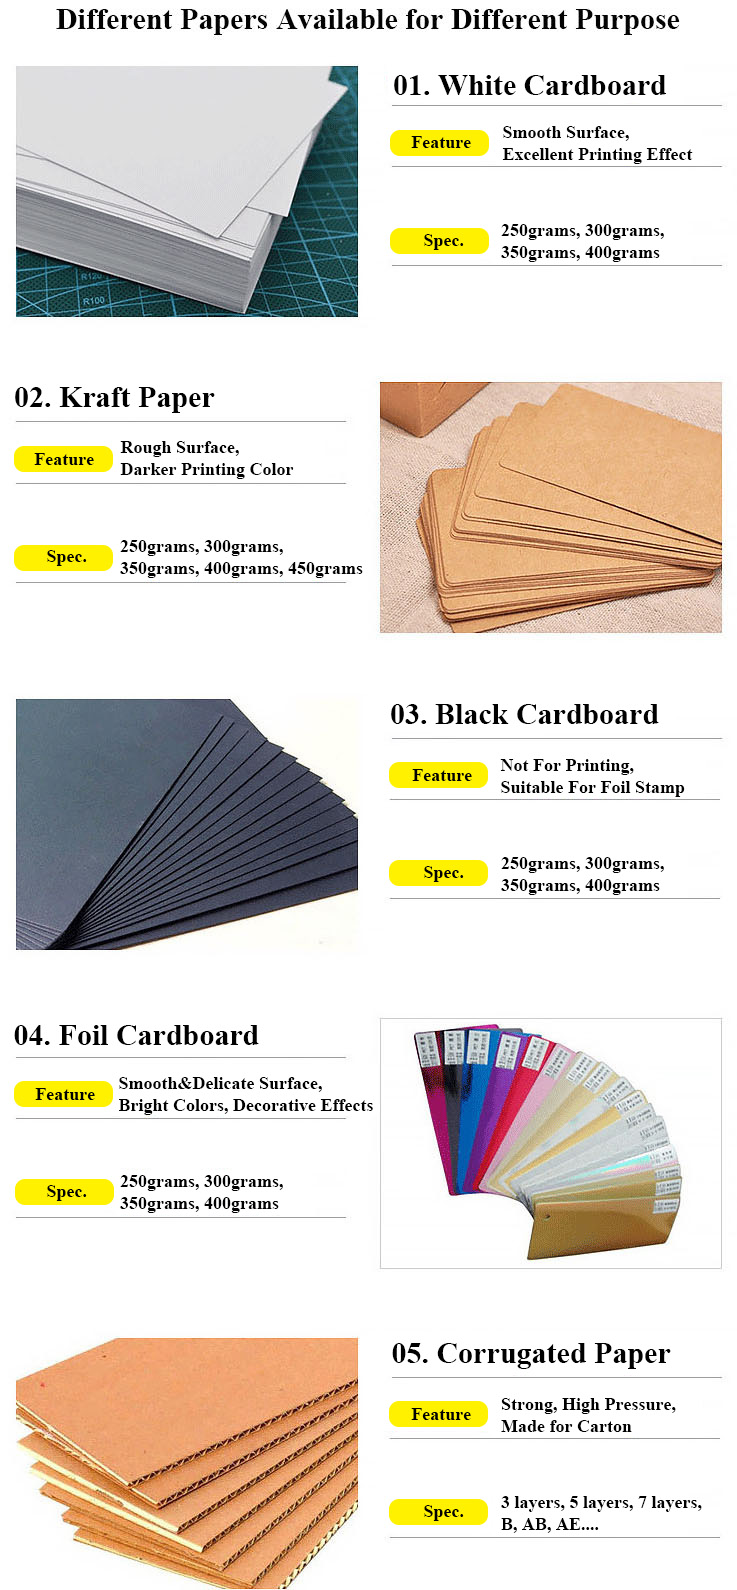 Different Papers Available for Different Purpose
01. White Cardboard
Feature
Smooth Surface,
Excellent Printing Effect
Spec.
250grams, 300grams,
350grams, 400grams
R120
R100
02. Kraft Paper
Feature
Rough Surface,
Darker Printing Color
Spec.
250grams, 300grams,
350grams, 400grams, 450grams
03. Black Cardboard
Feature
Not For Printing,
Suitable For Foil Stamp
Spec.
250grams, 300grams,
350grams, 400grams
04. Foil Cardboard
Feature
Smooth&Delicate Surface,
Bright Colors, Decorative Effects
Spec.
250grams, 300grams,
350grams, 400grams
05. Corrugated Paper
Feature
Strong, High Pressure,
Made for Carton
Spec.
3 layers, 5 layers, 7 layers,
B, AB, AE....